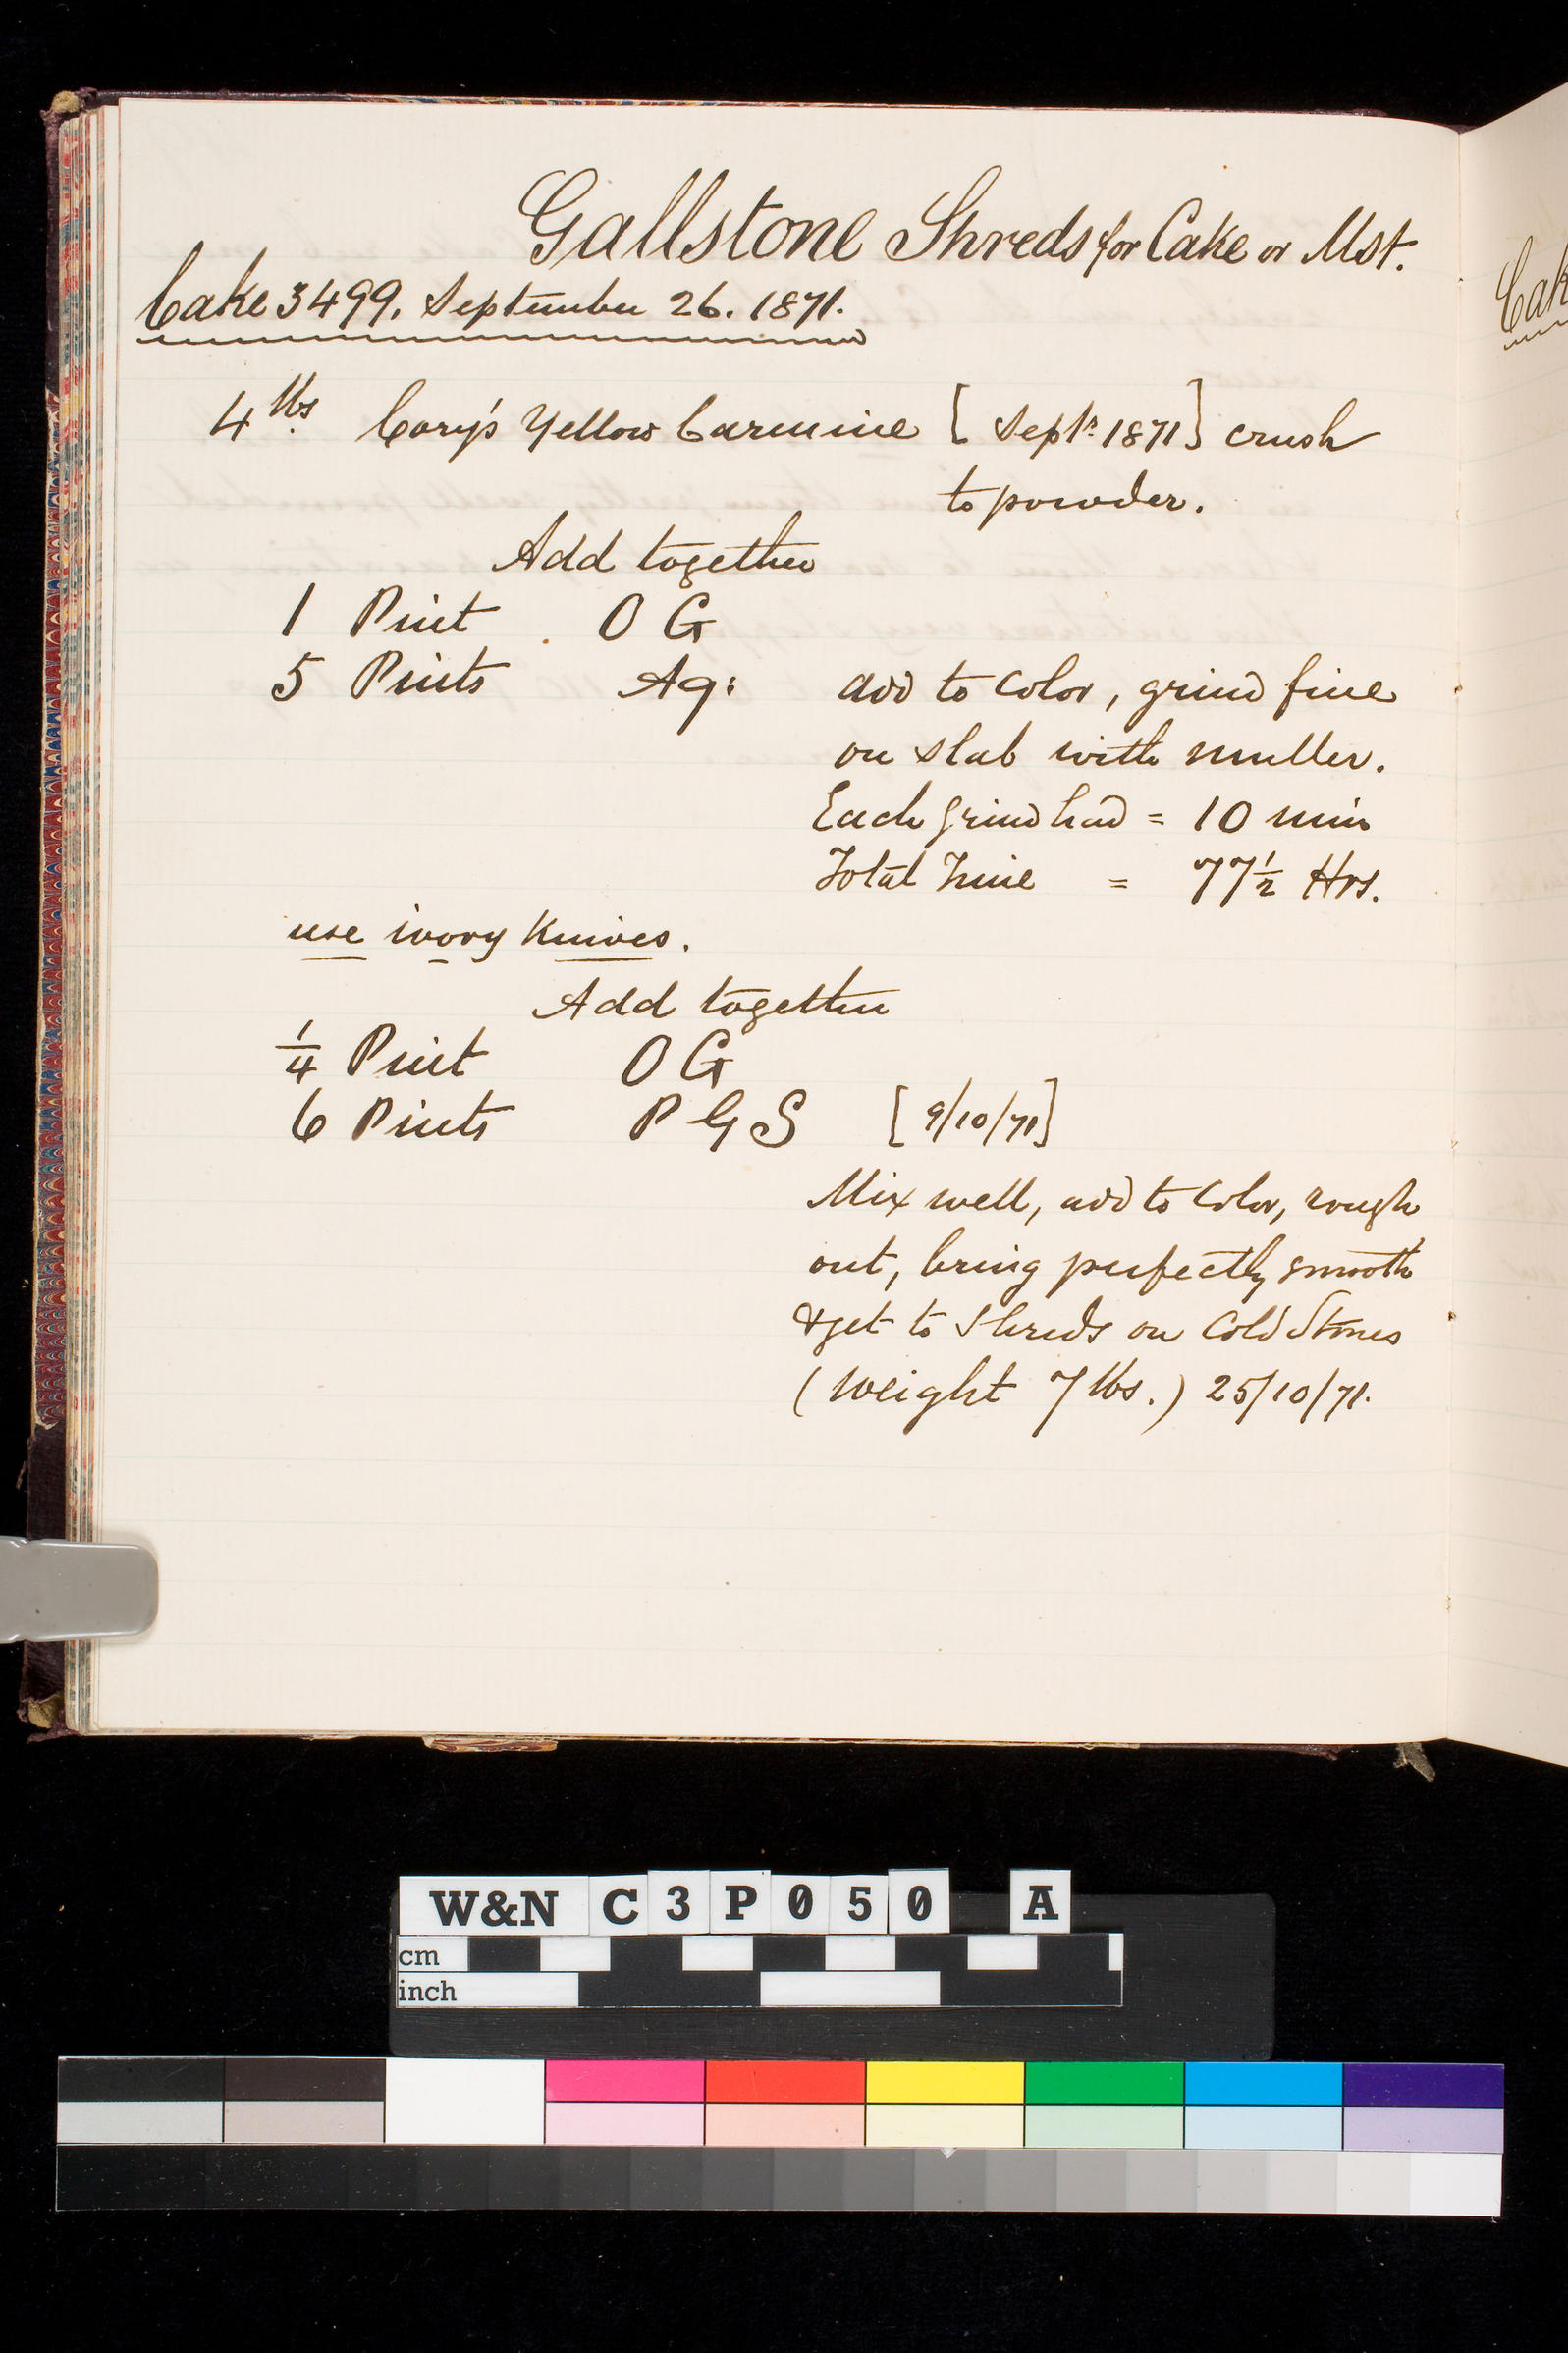 Gallstone Shreds for Cake or Mst.
Cake 3499. September 26. 1871.
4 lbs. Cory's Yellow Carmine [Septr. 1871] crush
to powder.
Add together
1 Pint O G
5 Pints Aq: add to Color, grind fine
on slab with muller.
Each grind had = 10 min
Total Time = 77 1/2 Hrs.
use ivory Knives.
Add together
1/4 Pint O G
6 Pints P G S [9/10/71]
Mix well, add to Color, rough
out, bring perfectly smooth
& get to Shreds on Cold Stones
(weight 7 lbs.) 25/10/71.
Cak
W&N C3P050 A
cm
inch